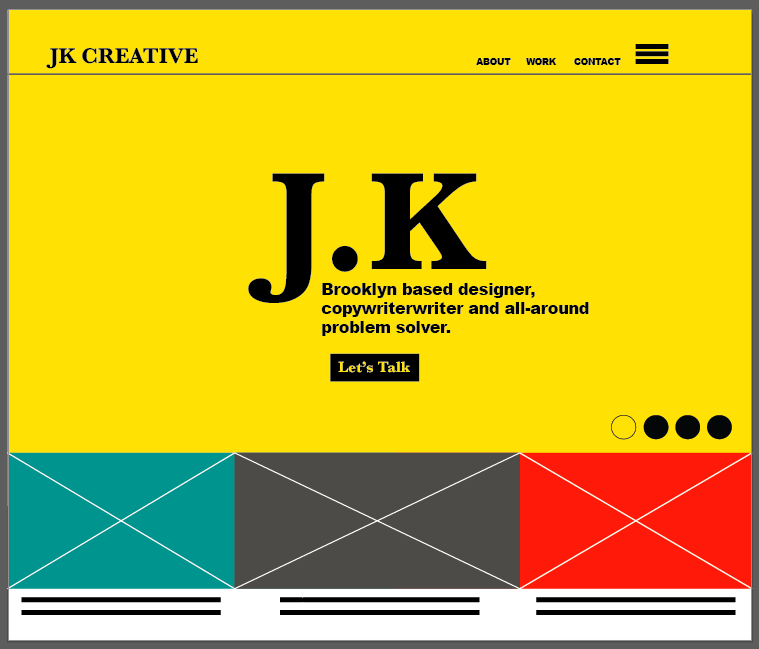 JK CREATIVE
ABOUT WORK CONTACT
J.K
Brooklyn based designer,
copywriterwriter and all-around
problem solver.
Let's Talk